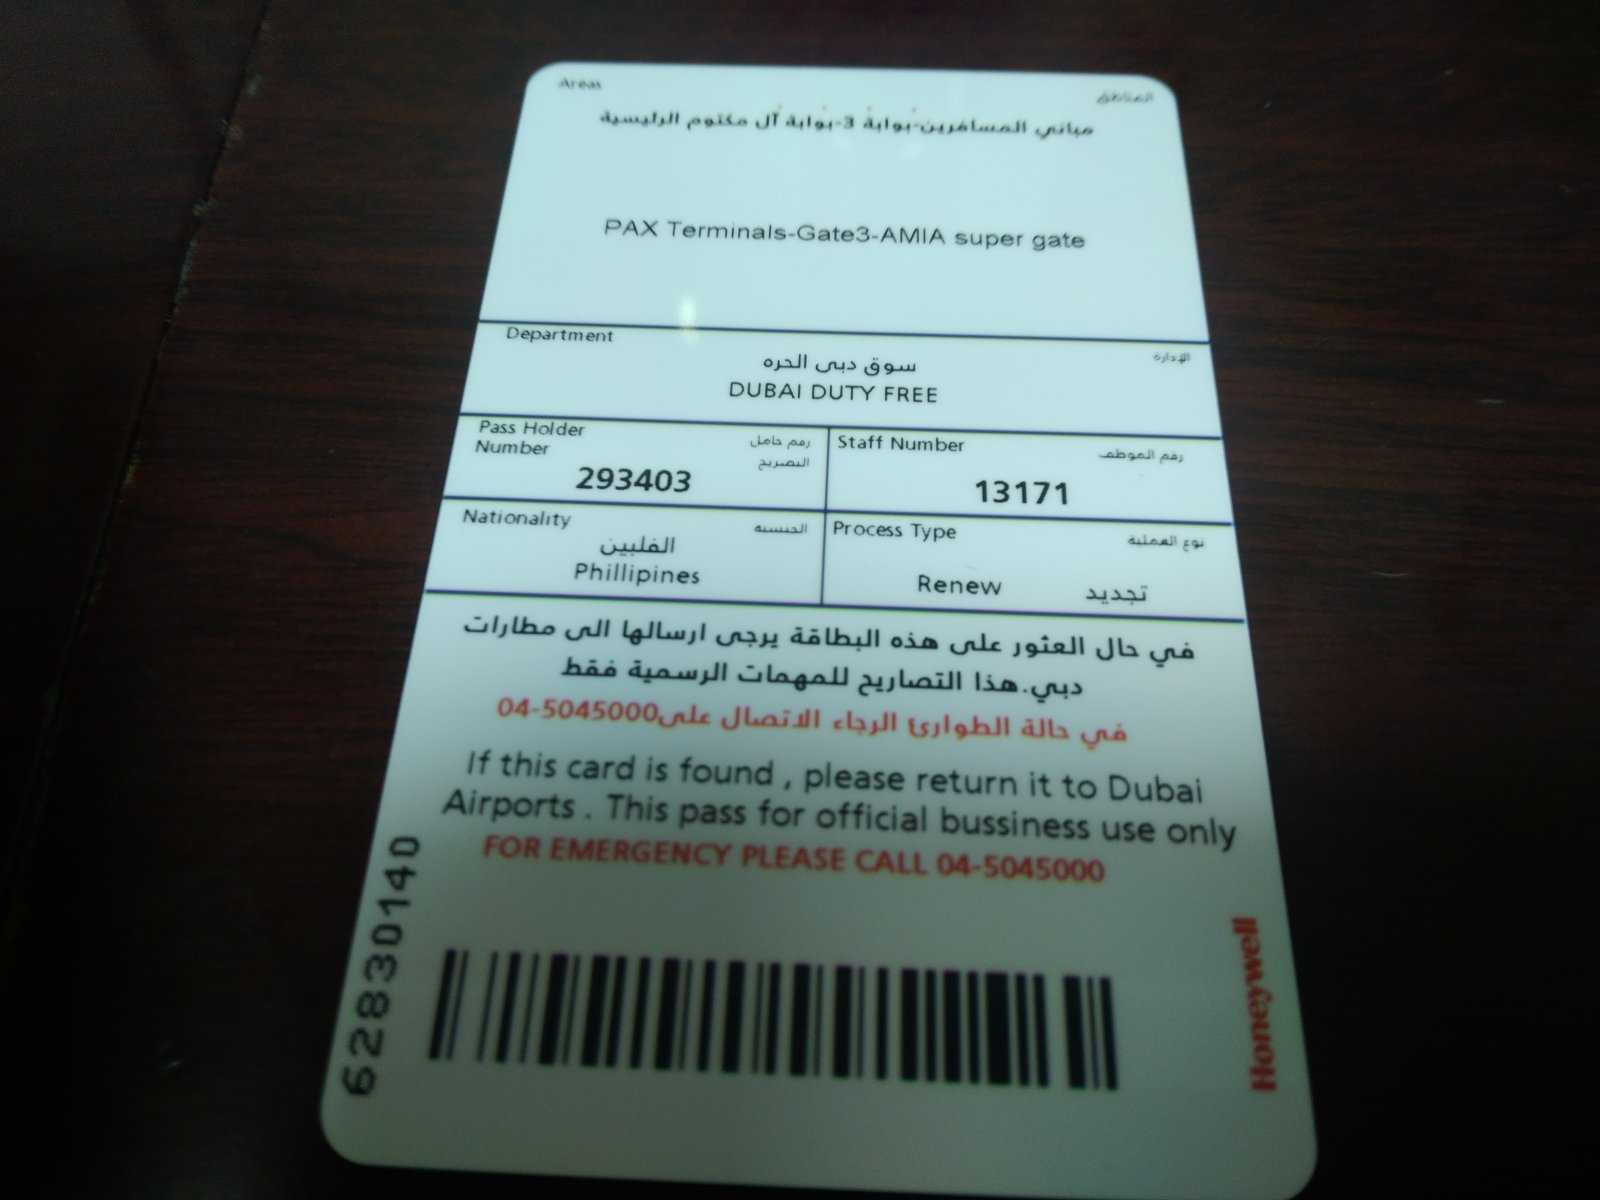 Areas المناطق
مباني المسافرين-بوابة 3-بوابة آل مكتوم الرئيسية
PAX Terminals-Gate3-AMIA super gate
Department الإدارة
سوق دبى الحره
DUBAI DUTY FREE
Pass Holder Number رقم حامل التصريح
293403
Staff Number رقم الموظف
13171
Nationality الجنسية
الفلبين
Phillipines
Process Type نوع العملية
Renew تجديد
في حال العثور على هذه البطاقة يرجى ارسالها الى مطارات
دبي.هذا التصاريح للمهمات الرسمية فقط
في حالة الطوارئ الرجاء الاتصال على04-5045000
If this card is found , please return it to Dubai
Airports . This pass for official bussiness use only
FOR EMERGENCY PLEASE CALL 04-5045000
62830140
Honeywell